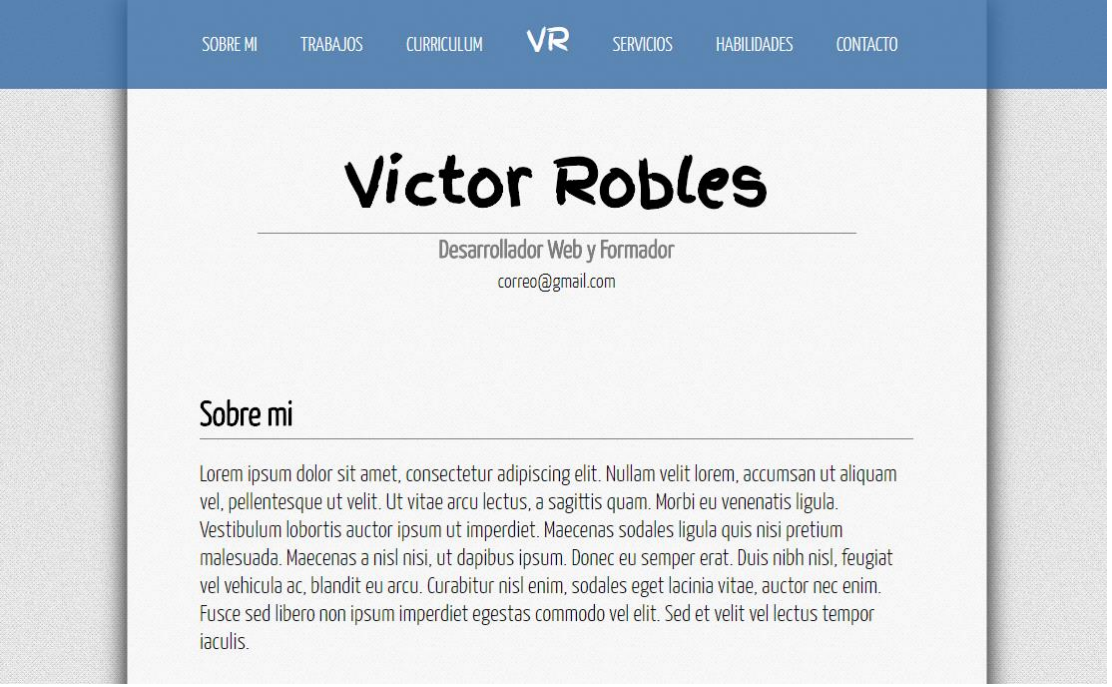 SOBRE MI TRABAJOS CURRICULUM VR SERVICIOS HABILIDADES CONTACTO
Victor Robles
Desarrollador Web y Formador
correo@gmail.com
Sobre mi
Lorem ipsum dolor sit amet, consectetur adipiscing elit. Nullam velit lorem, accumsan ut aliquam
vel, pellentesque ut velit. Ut vitae arcu lectus, a sagittis quam. Morbi eu venenatis ligula.
Vestibulum lobortis auctor ipsum ut imperdiet. Maecenas sodales ligula quis nisi pretium
malesuada. Maecenas a nisl nisi, ut dapibus ipsum. Donec eu semper erat. Duis nibh nisl, feugiat
vel vehicula ac, blandit eu arcu. Curabitur nisl enim, sodales eget lacinia vitae, auctor nec enim.
Fusce sed libero non ipsum imperdiet egestas commodo vel elit. Sed et velit vel lectus tempor
iaculis.